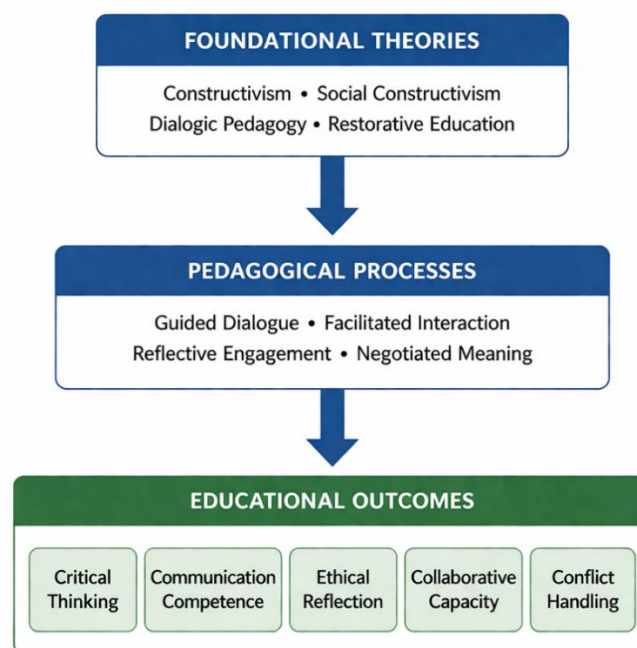 FOUNDATIONAL THEORIES
Constructivism • Social Constructivism
Dialogic Pedagogy • Restorative Education
PEDAGOGICAL PROCESSES
Guided Dialogue • Facilitated Interaction
Reflective Engagement • Negotiated Meaning
EDUCATIONAL OUTCOMES
Critical
Thinking
Communication
Competence
Ethical
Reflection
Collaborative
Capacity
Conflict
Handling